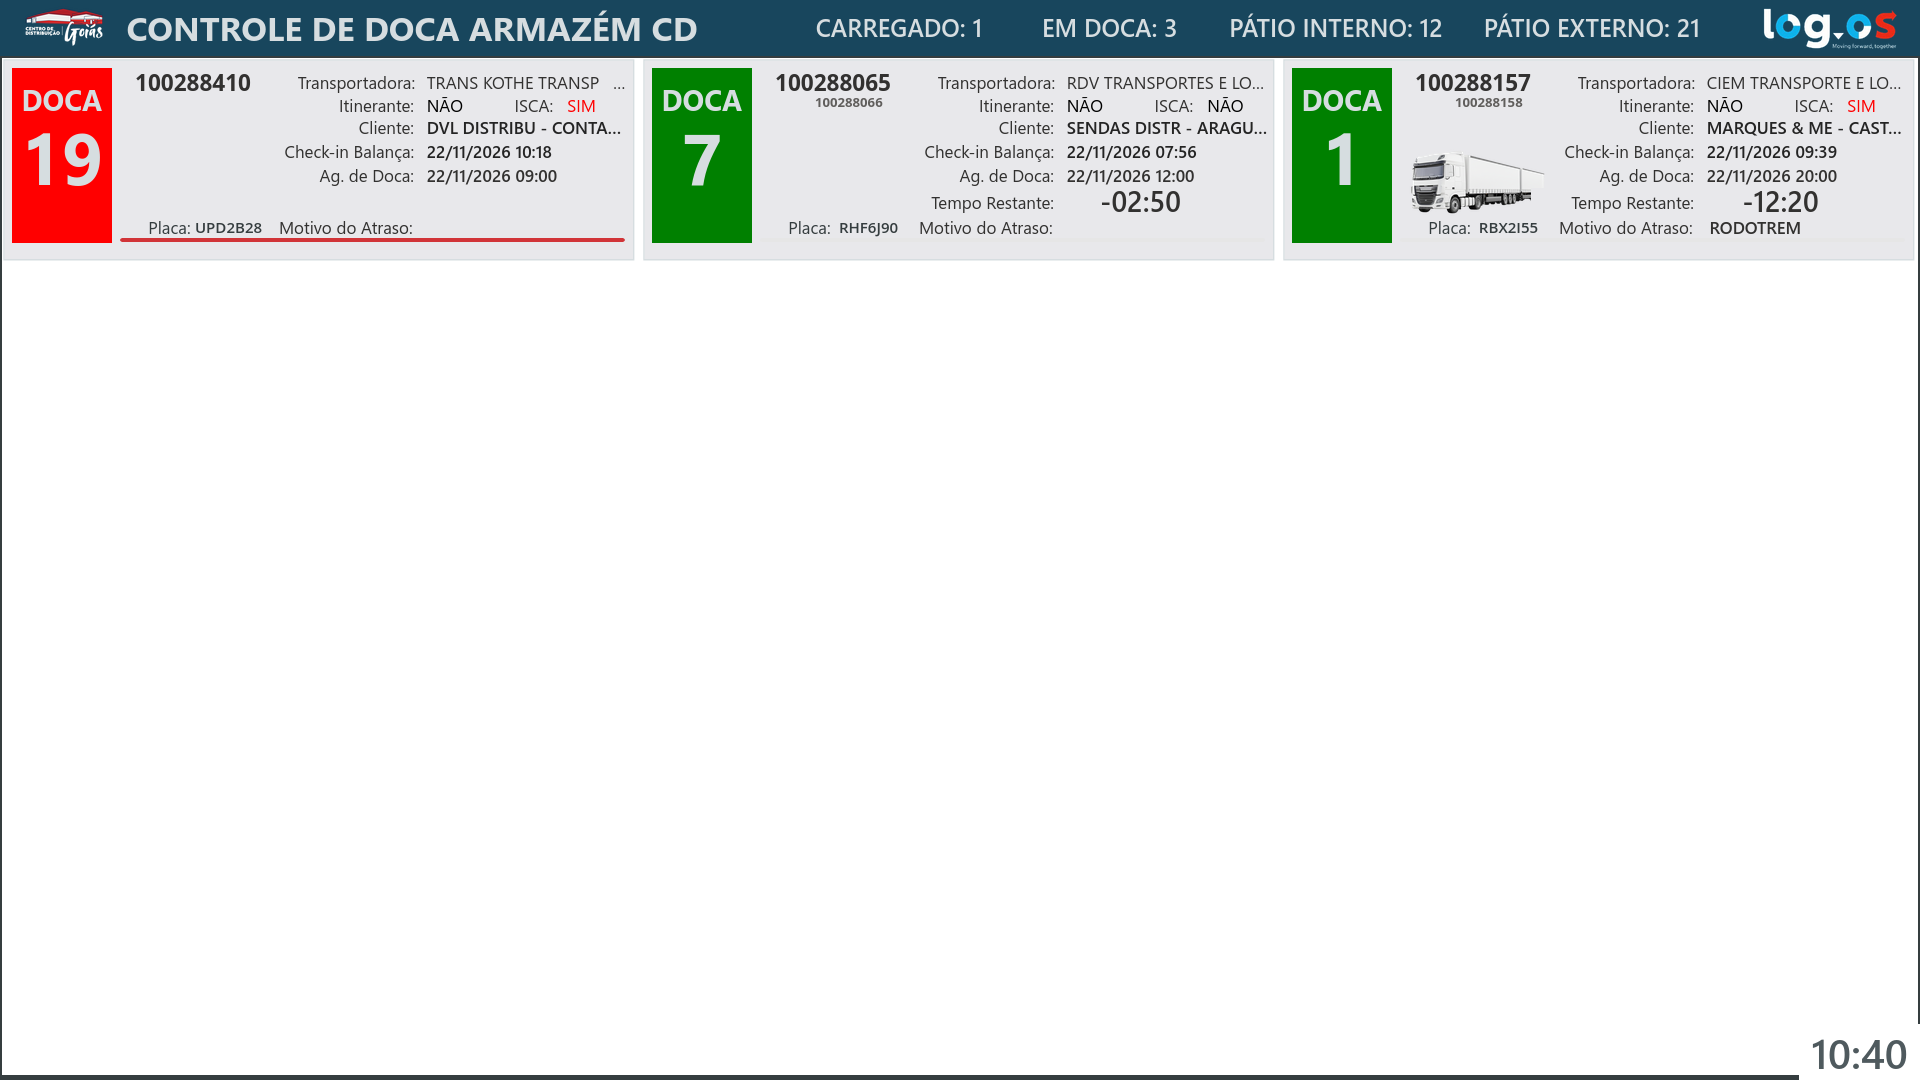 CENTRO DE DISTRIBUIÇÃO Goiás
CONTROLE DE DOCA ARMAZÉM CD
CARREGADO: 1
EM DOCA: 3
PÁTIO INTERNO: 12
PÁTIO EXTERNO: 21
log.os
Moving forward, together
DOCA
19
100288410
Transportadora: TRANS KOTHE TRANSP ...
Itinerante: NÃO ISCA: SIM
Cliente: DVL DISTRIBU - CONTA...
Check-in Balança: 22/11/2026 10:18
Ag. de Doca: 22/11/2026 09:00
Placa: UPD2B28 Motivo do Atraso:
DOCA
7
100288065
100288066
Transportadora: RDV TRANSPORTES E LO...
Itinerante: NÃO ISCA: NÃO
Cliente: SENDAS DISTR - ARAGU...
Check-in Balança: 22/11/2026 07:56
Ag. de Doca: 22/11/2026 12:00
Tempo Restante: -02:50
Placa: RHF6J90 Motivo do Atraso:
DOCA
1
100288157
100288158
Transportadora: CIEM TRANSPORTE E LO...
Itinerante: NÃO ISCA: SIM
Cliente: MARQUES & ME - CAST...
Check-in Balança: 22/11/2026 09:39
Ag. de Doca: 22/11/2026 20:00
Tempo Restante: -12:20
Placa: RBX2I55 Motivo do Atraso: RODOTREM
10:40